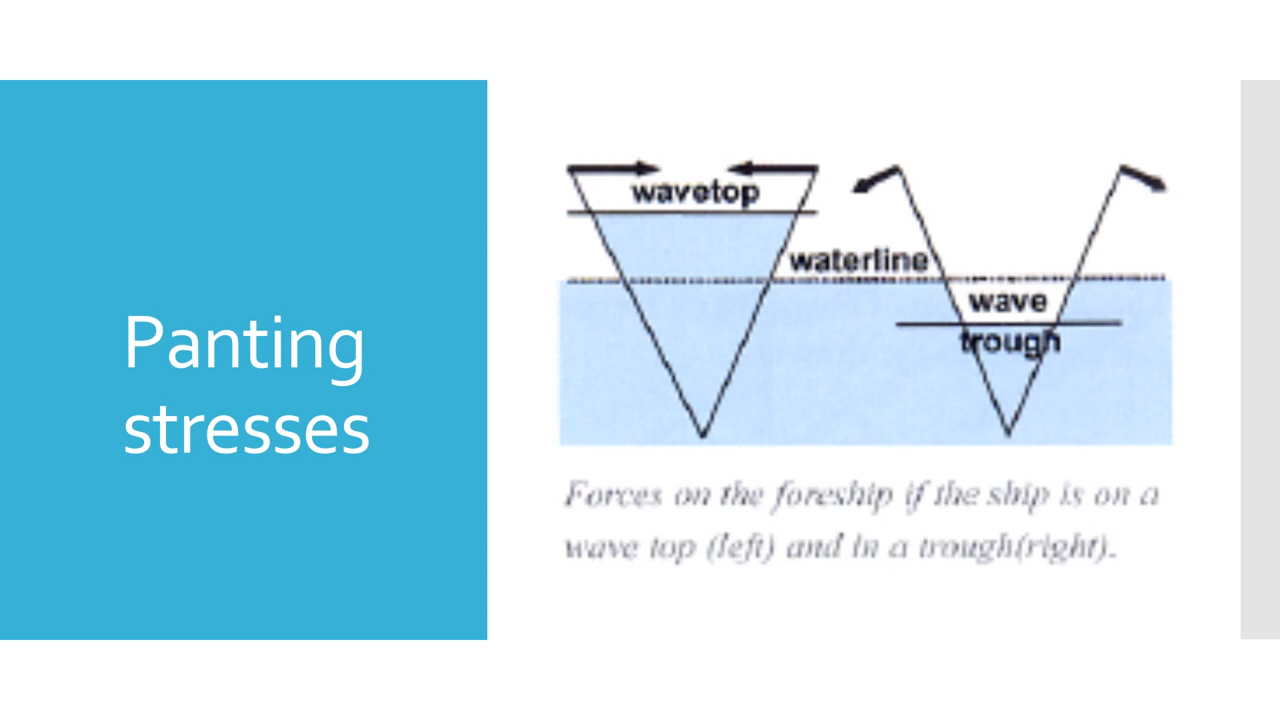 Panting
stresses
wavetop
waterline
wave
trough
Forces on the foreship if the ship is on a
wave top (left) and in a trough(right).